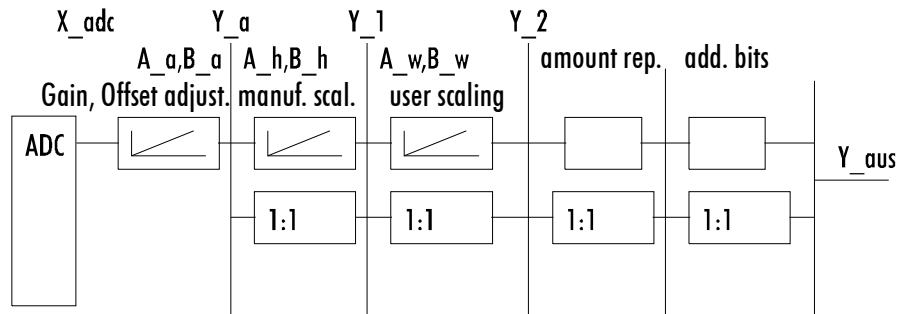 X_adc Y_a Y_1 Y_2
A_a,B_a A_h,B_h A_w,B_w amount rep. add. bits
Gain, Offset adjust. manuf. scal. user scaling
ADC
Y_aus
1:1 1:1 1:1 1:1